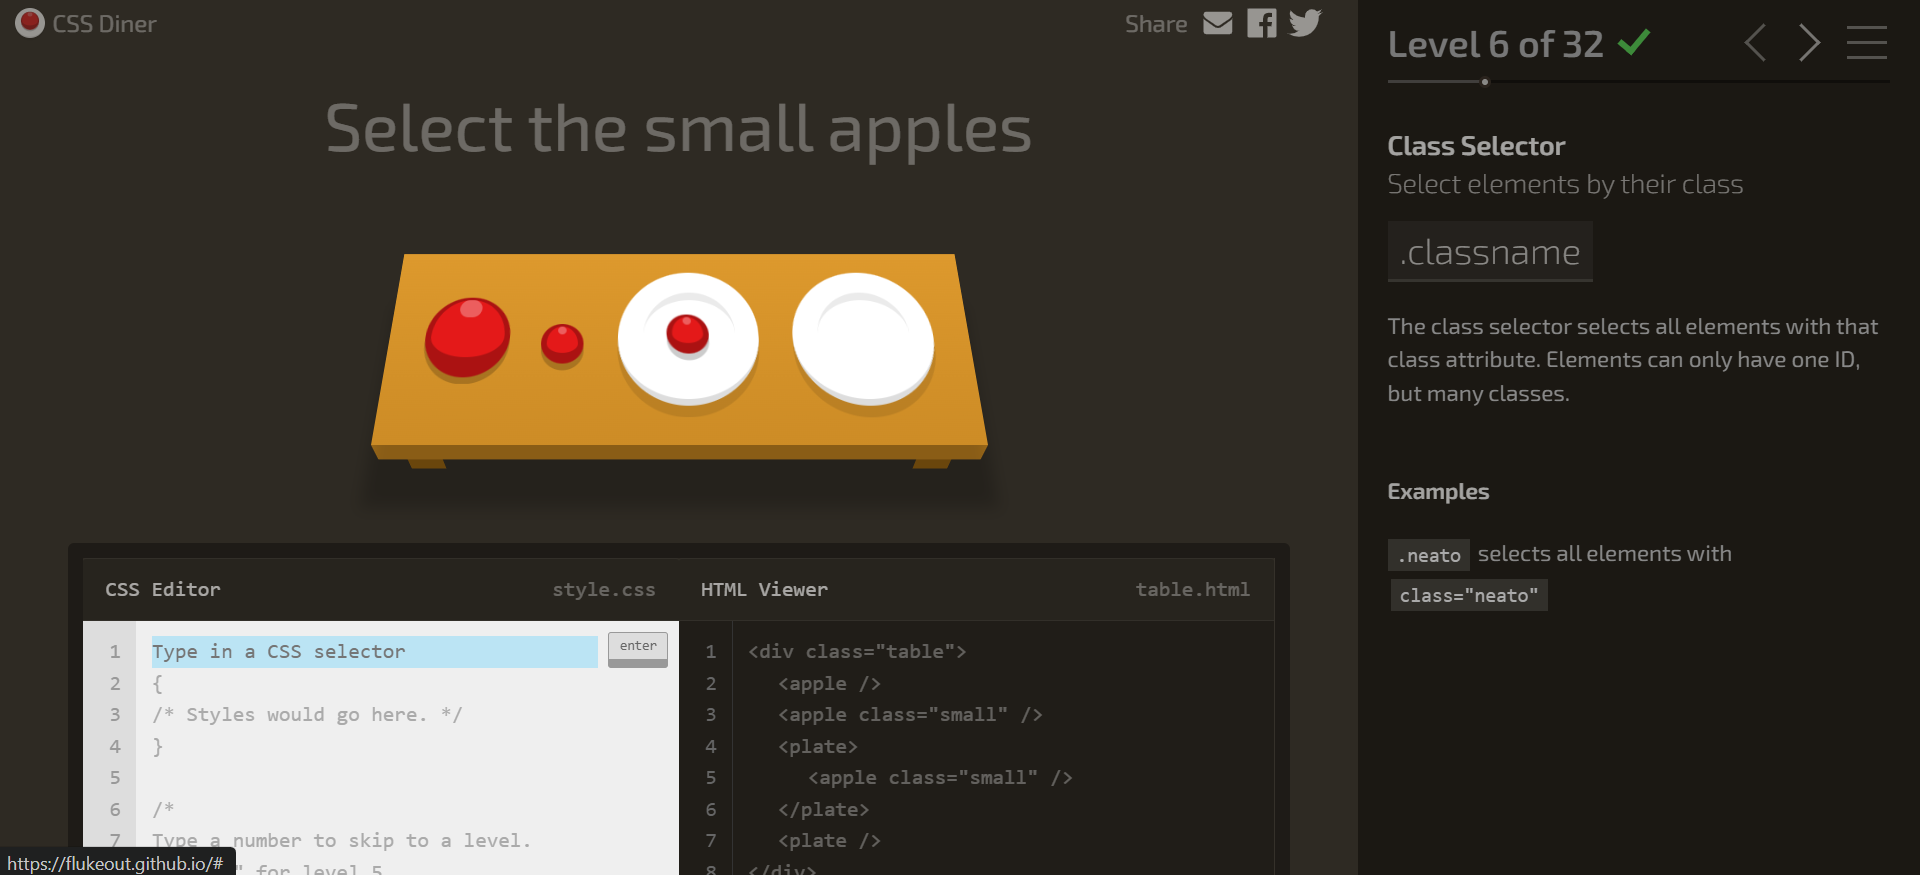 CSS Diner
Share
Select the small apples
CSS Editor
style.css
HTML Viewer
table.html
1 Type in a CSS selector
enter
2 {
3 /* Styles would go here. */
4 }
5
6 /*
7 Type a number to skip to a level.
" for level 5
1 <div class="table">
2 <apple />
3 <apple class="small" />
4 <plate>
5 <apple class="small" />
6 </plate>
7 <plate />
8 </div>
https://flukeout.github.io/#
Level 6 of 32
Class Selector
Select elements by their class
.classname
The class selector selects all elements with that
class attribute. Elements can only have one ID,
but many classes.
Examples
.neato selects all elements with
class="neato"